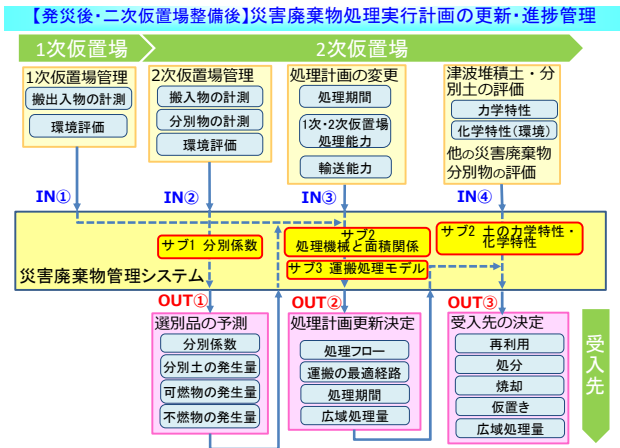 【発災後・二次仮置場整備後】災害廃棄物処理実行計画の更新・進捗管理
1次仮置場
2次仮置場
1次仮置場管理
搬出入物の計測
環境評価
2次仮置場管理
搬入物の計測
分別物の計測
環境評価
処理計画の変更
処理期間
1次・2次仮置場
処理能力
輸送能力
津波堆積土・分
別土の評価
力学特性
化学特性(環境)
他の災害廃棄物
分別物の評価
IN①
IN②
IN③
IN④
サブ1 分別係数
サブ2
処理機械と面積関係
サブ3 運搬処理モデル
サブ2 土の力学特性・
化学特性
災害廃棄物管理システム
OUT①
OUT②
OUT③
選別品の予測
分別係数
分別土の発生量
可燃物の発生量
不燃物の発生量
処理計画更新決定
処理フロー
運搬の最適経路
処理期間
広域処理量
受入先の決定
再利用
処分
焼却
仮置き
広域処理量
受入先